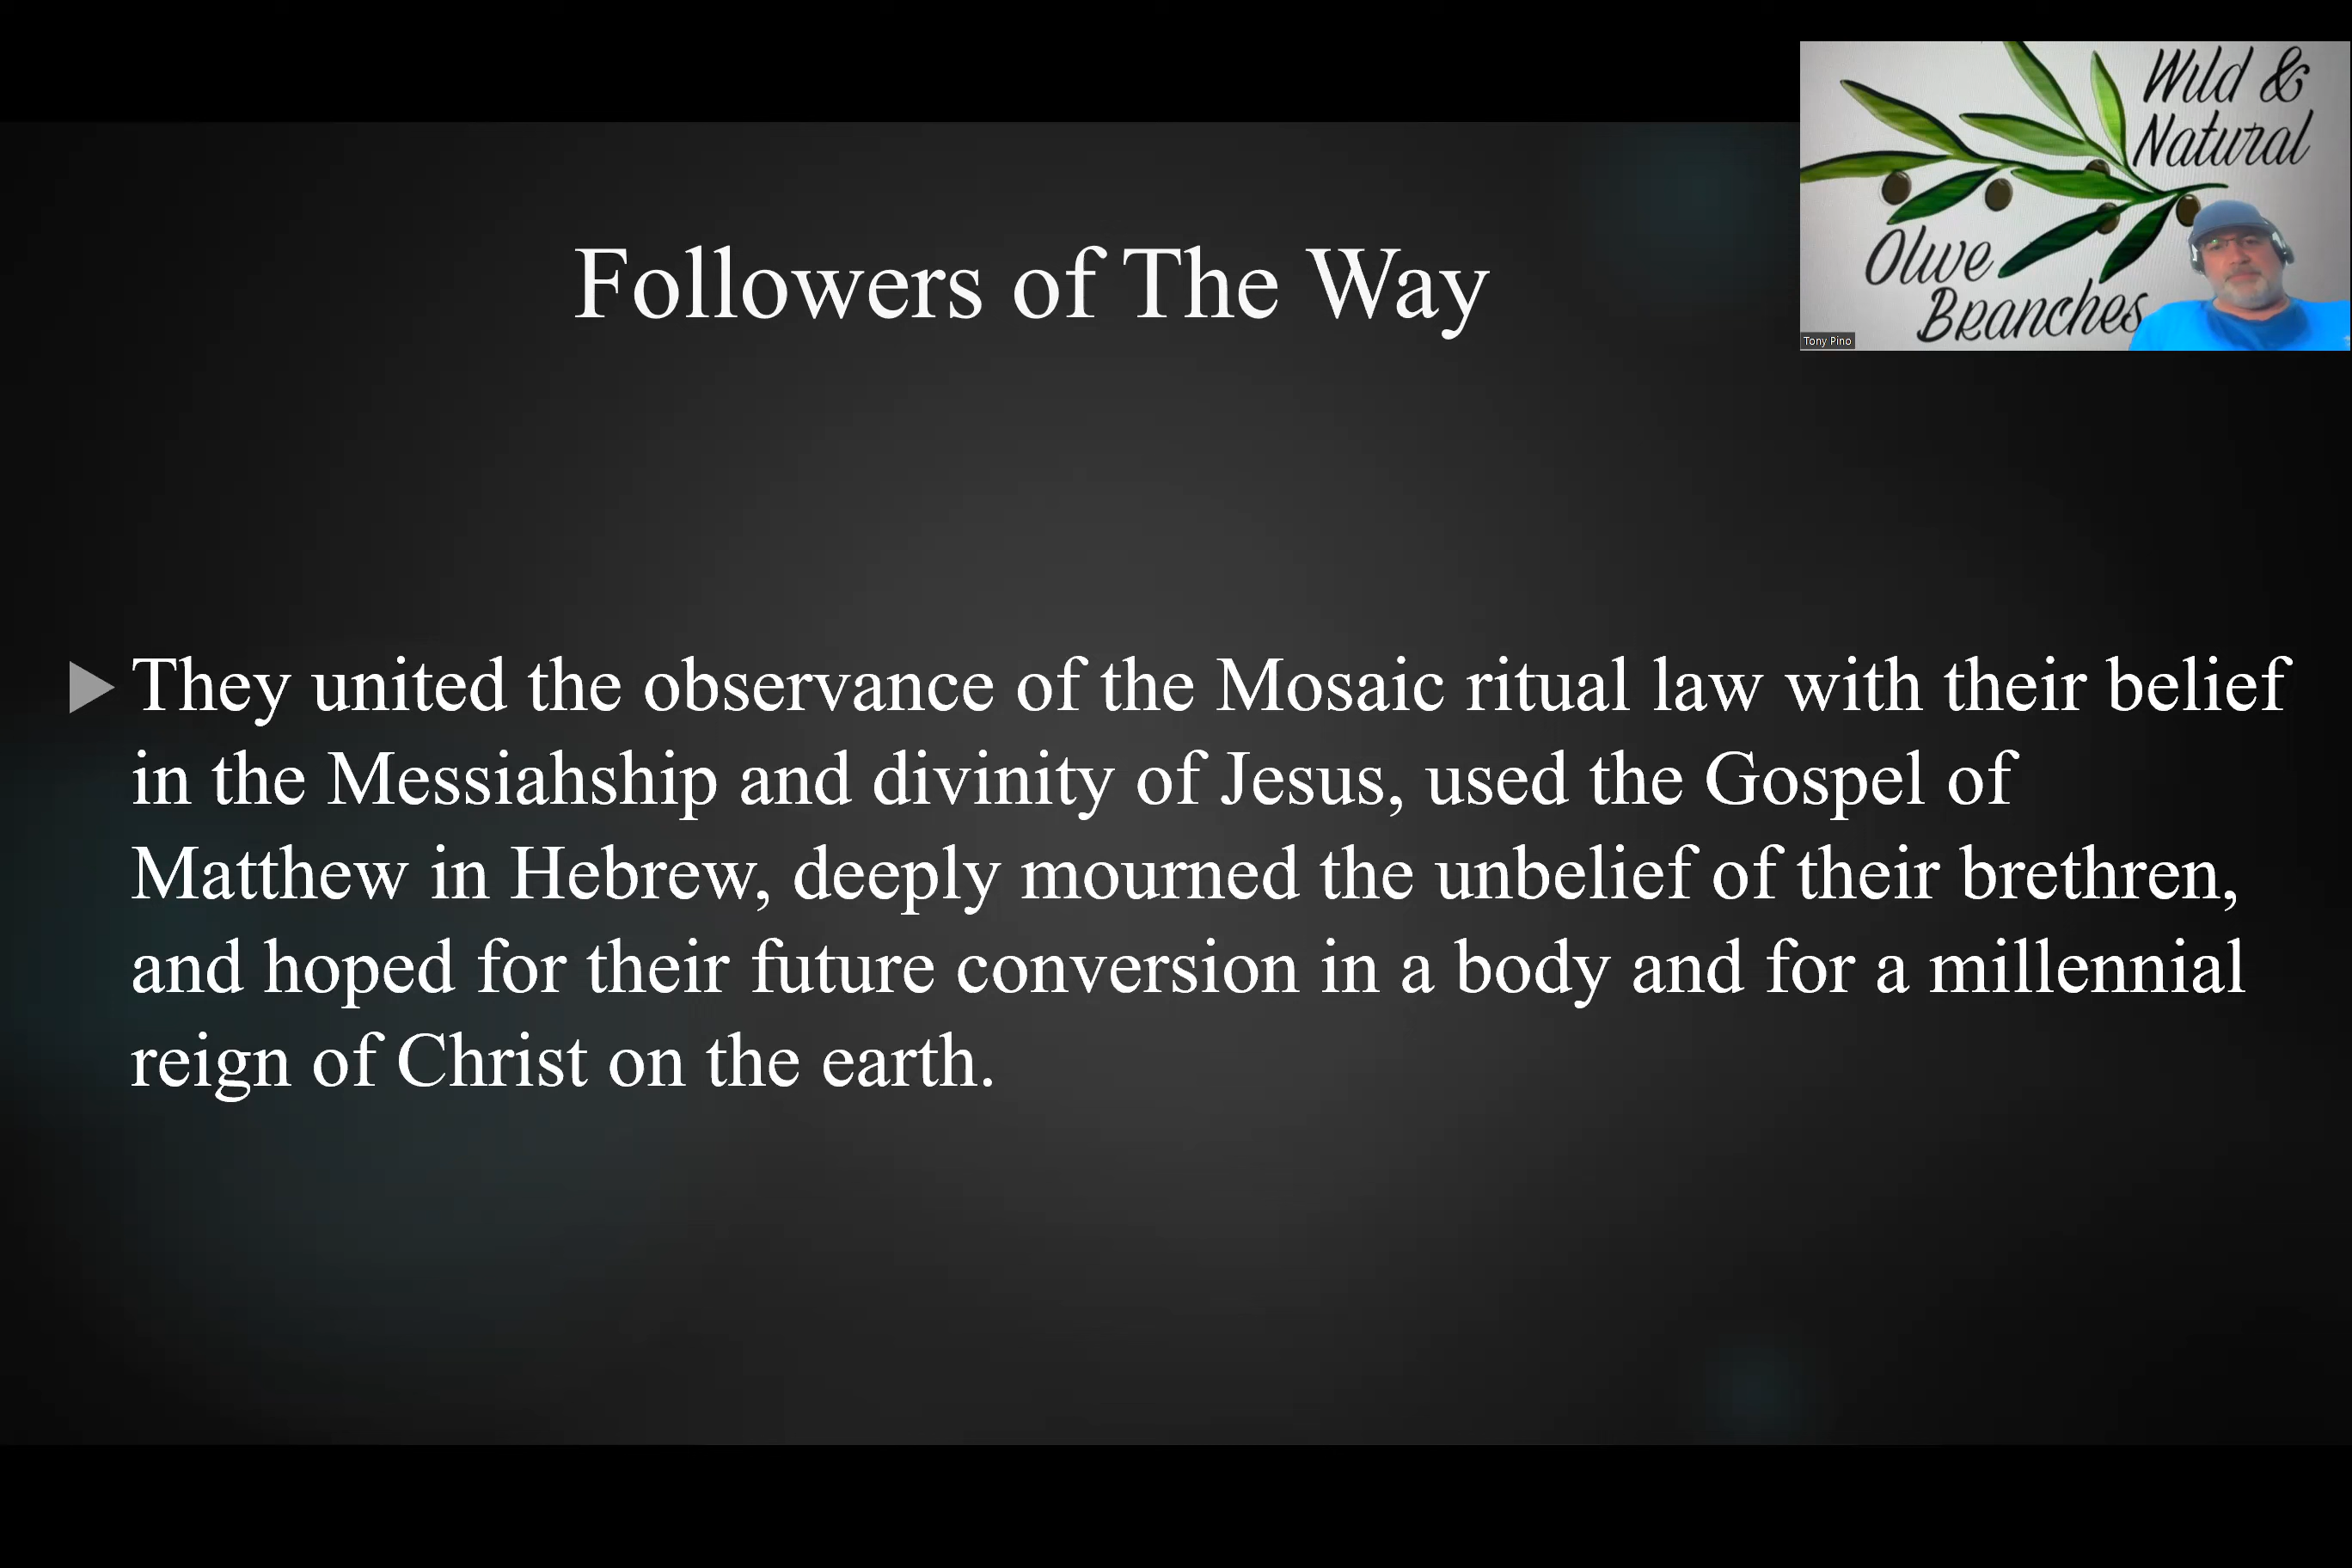 Followers of The Way
They united the observance of the Mosaic ritual law with their belief
in the Messiahship and divinity of Jesus, used the Gospel of
Matthew in Hebrew, deeply mourned the unbelief of their brethren,
and hoped for their future conversion in a body and for a millennial
reign of Christ on the earth.
Wild &
Natural
Olive
Branches
Tony Pino